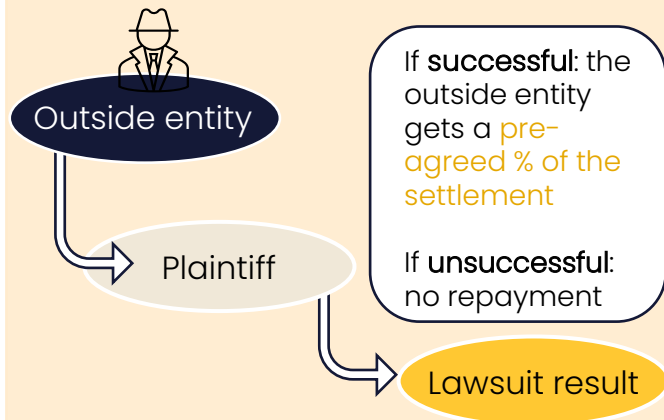 Outside entity
Plaintiff
Lawsuit result
If successful: the
outside entity
gets a pre-
agreed % of the
settlement
If unsuccessful:
no repayment